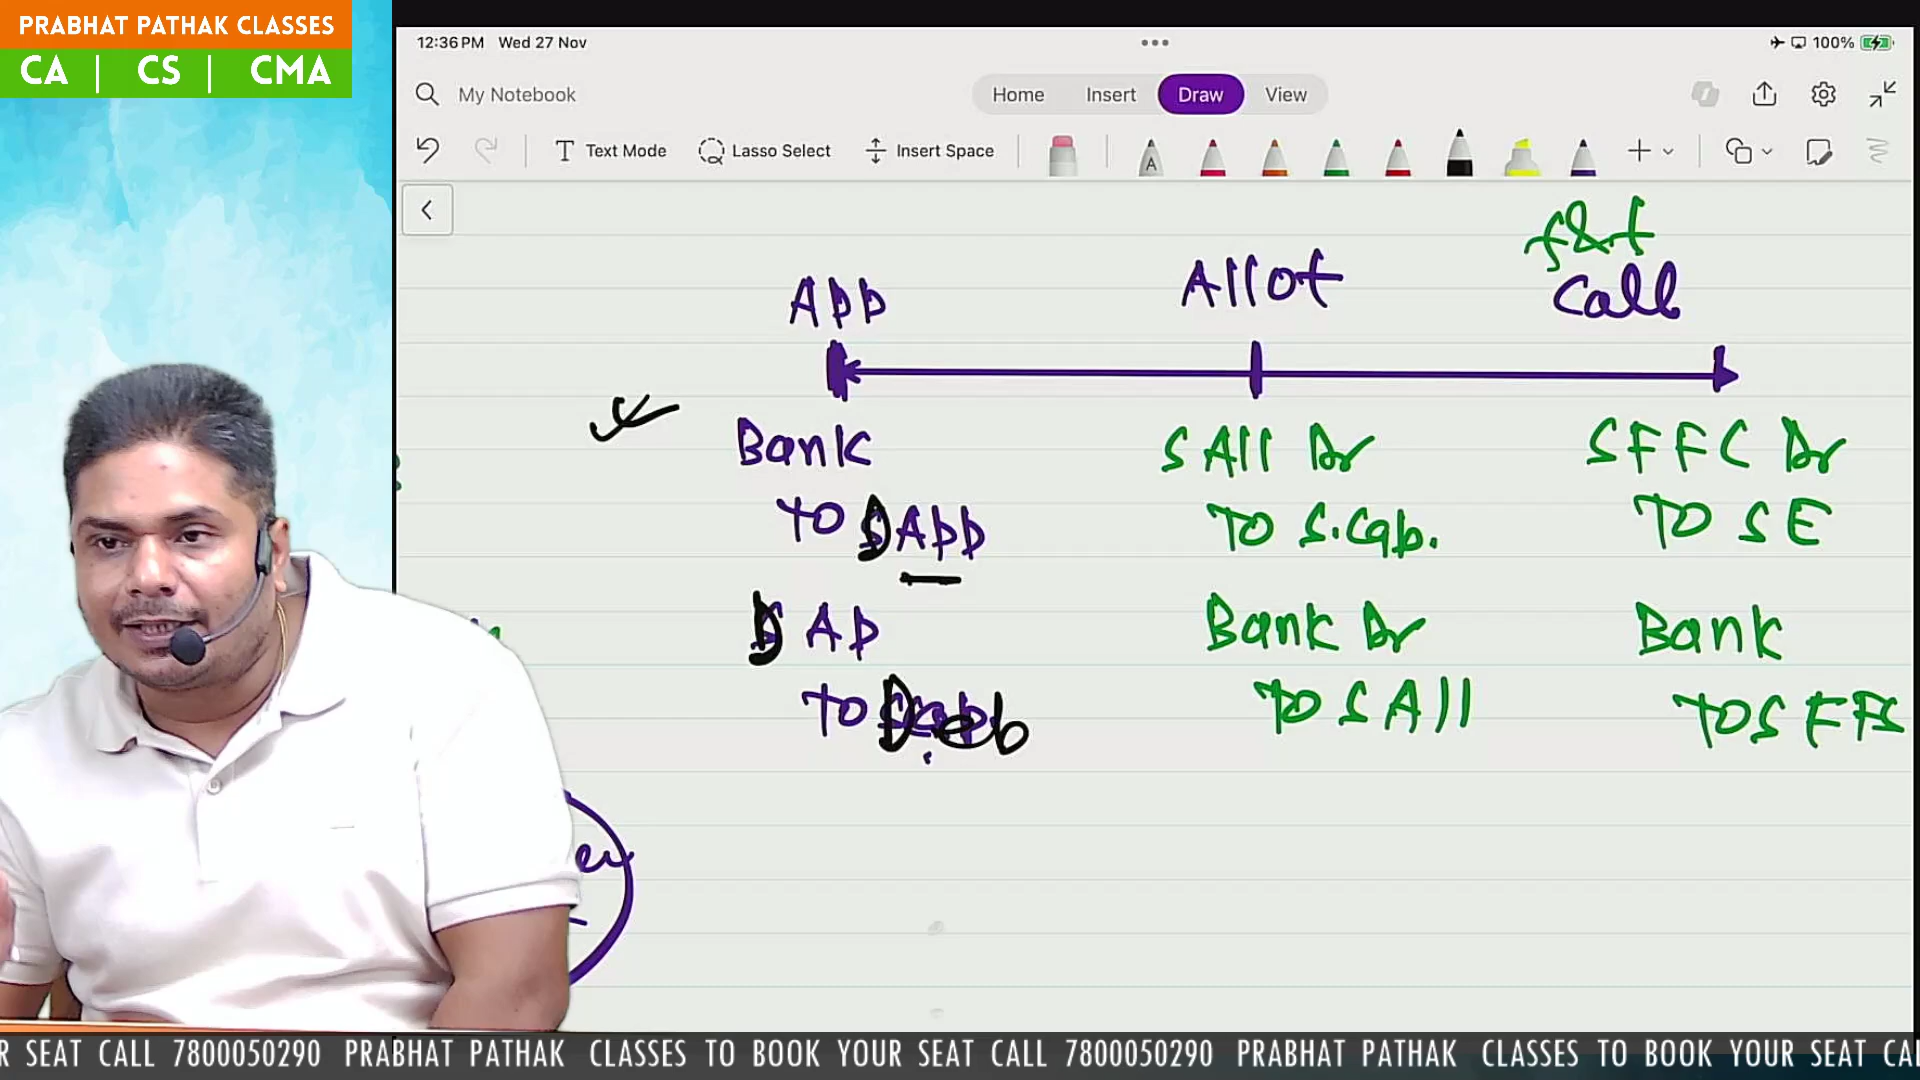 PRABHAT PATHAK CLASSES
CA | CS | CMA
12:36 PM Wed 27 Nov
100%
My Notebook
Home Insert Draw View
Text Mode Lasso Select Insert Space
A
f&f
App Allot Call
Bank S All Dr SFFC Dr
To D App To S.Cap. To SE
D AP Bank Dr Bank
To Deb To S All To S FFS
R SEAT CALL 7800050290 PRABHAT PATHAK CLASSES TO BOOK YOUR SEAT CALL 7800050290 PRABHAT PATHAK CLASSES TO BOOK YOUR SEAT CAL